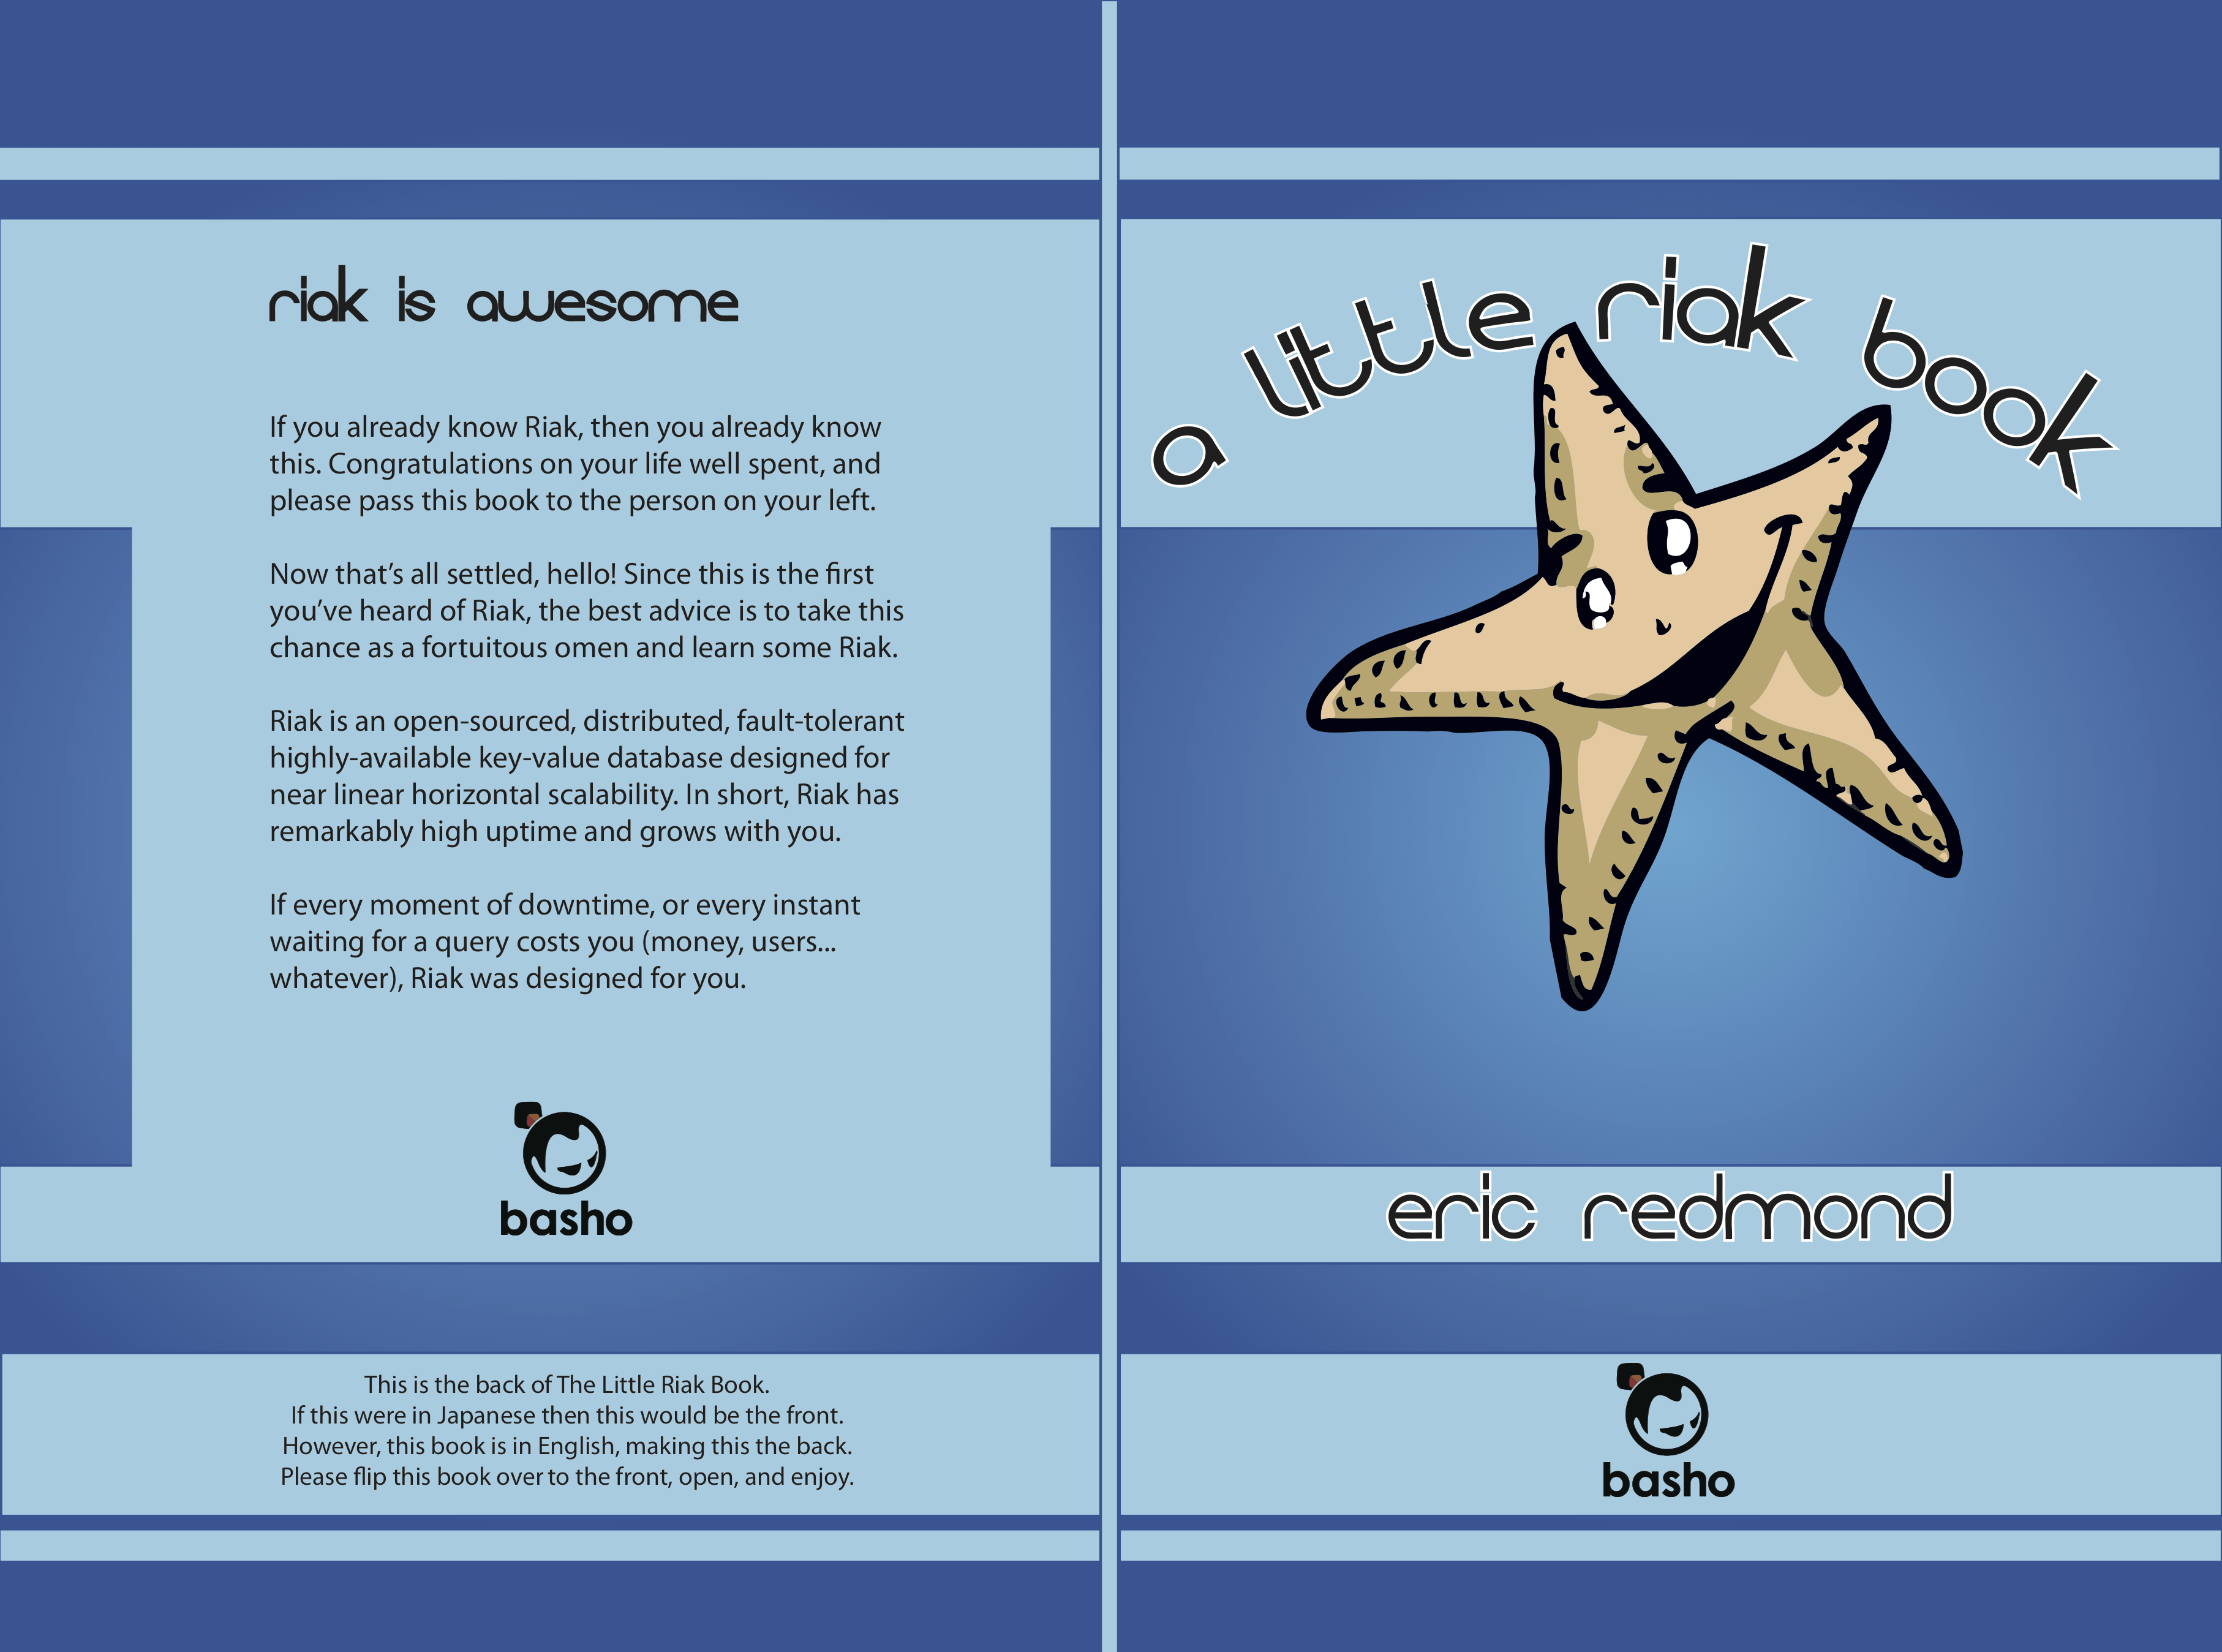 riak is awesome
If you already know Riak, then you already know
this. Congratulations on your life well spent, and
please pass this book to the person on your left.
Now that’s all settled, hello! Since this is the first
you’ve heard of Riak, the best advice is to take this
chance as a fortuitous omen and learn some Riak.
Riak is an open-sourced, distributed, fault-tolerant
highly-available key-value database designed for
near linear horizontal scalability. In short, Riak has
remarkably high uptime and grows with you.
If every moment of downtime, or every instant
waiting for a query costs you (money, users...
whatever), Riak was designed for you.
basho
This is the back of The Little Riak Book.
If this were in Japanese then this would be the front.
However, this book is in English, making this the back.
Please flip this book over to the front, open, and enjoy.
a little riak book
eric redmond
basho